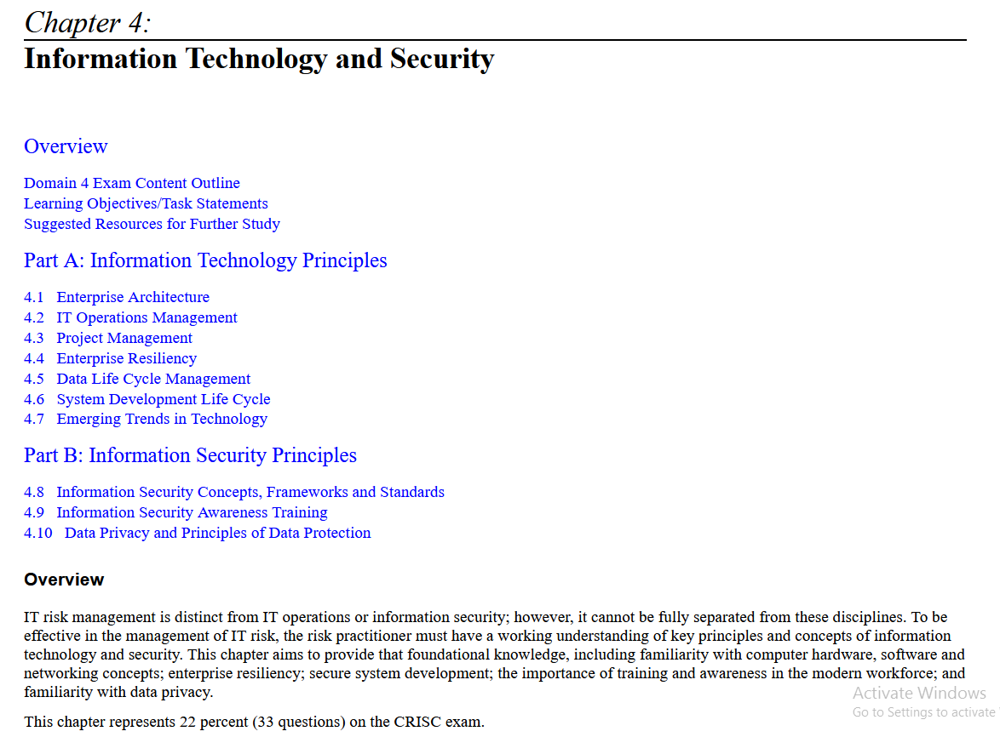 Chapter 4:
Information Technology and Security
Overview
Domain 4 Exam Content Outline
Learning Objectives/Task Statements
Suggested Resources for Further Study
Part A: Information Technology Principles
4.1 Enterprise Architecture
4.2 IT Operations Management
4.3 Project Management
4.4 Enterprise Resiliency
4.5 Data Life Cycle Management
4.6 System Development Life Cycle
4.7 Emerging Trends in Technology
Part B: Information Security Principles
4.8 Information Security Concepts, Frameworks and Standards
4.9 Information Security Awareness Training
4.10 Data Privacy and Principles of Data Protection
Overview
IT risk management is distinct from IT operations or information security; however, it cannot be fully separated from these disciplines. To be
effective in the management of IT risk, the risk practitioner must have a working understanding of key principles and concepts of information
technology and security. This chapter aims to provide that foundational knowledge, including familiarity with computer hardware, software and
networking concepts; enterprise resiliency; secure system development; the importance of training and awareness in the modern workforce; and
familiarity with data privacy.
Activate Windows
Go to Settings to activate
This chapter represents 22 percent (33 questions) on the CRISC exam.